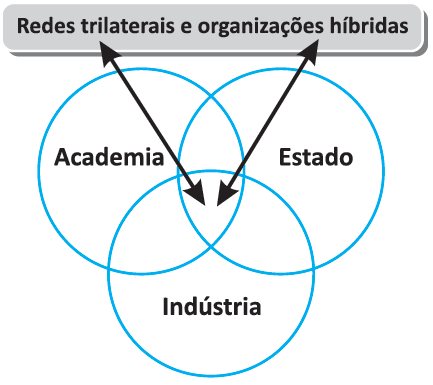 Redes trilaterais e organizações híbridas
Academia
Estado
Indústria